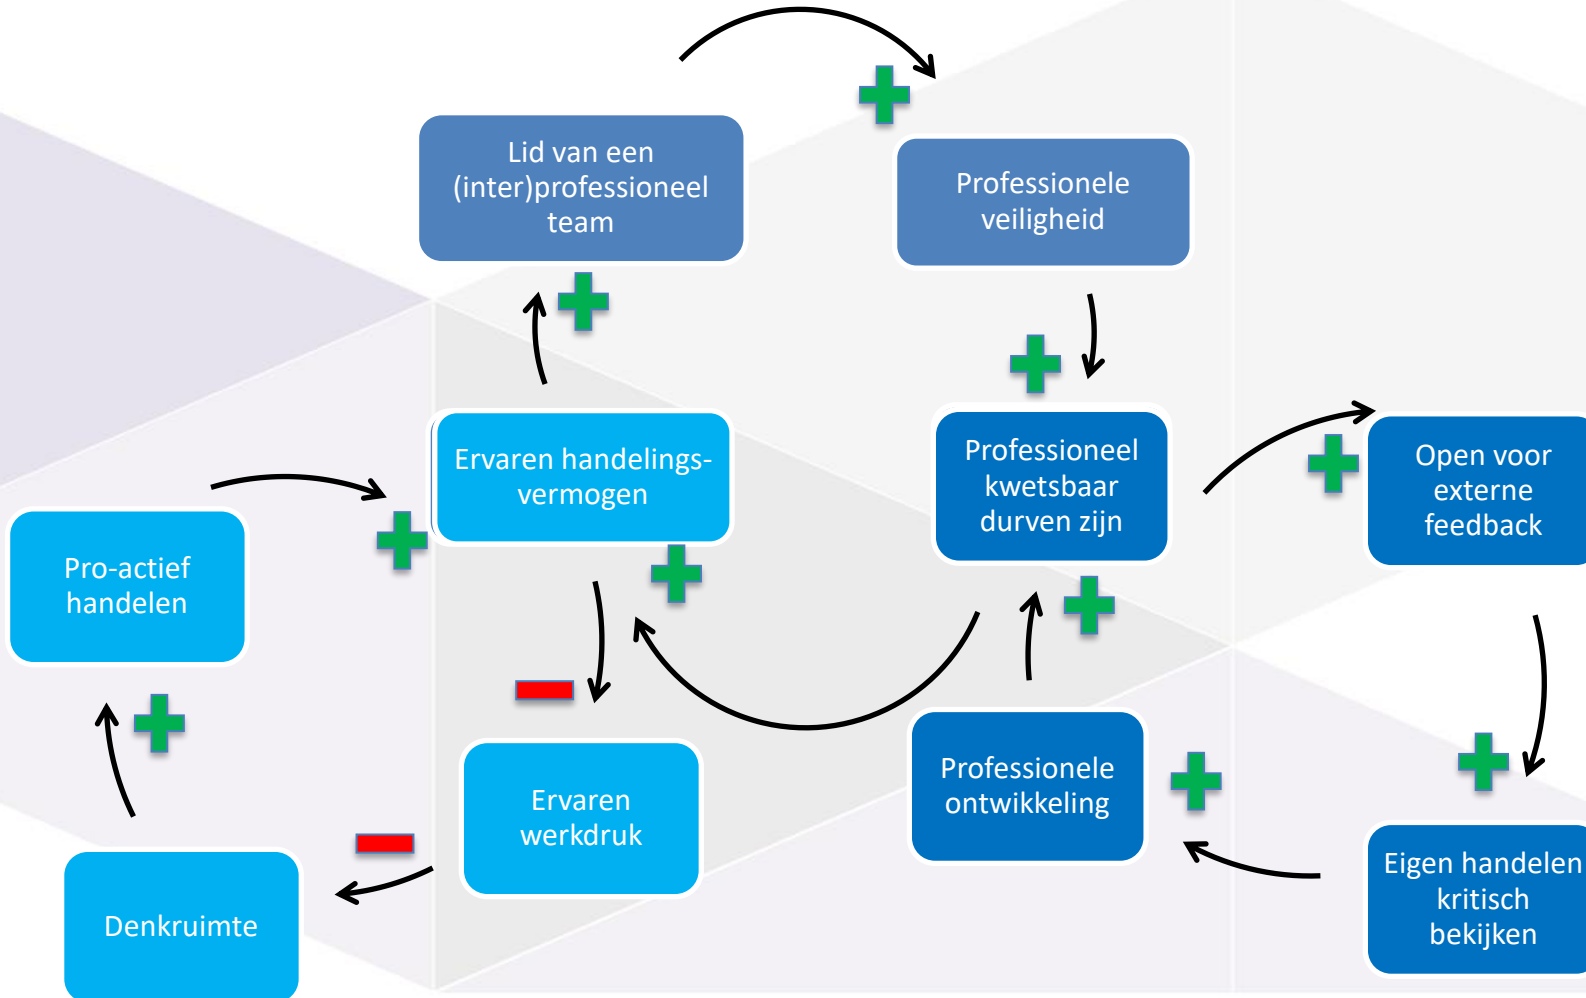 Lid van een
(inter)professioneel
team
Professionele
veiligheid
Ervaren handelings-
vermogen
Professioneel
kwetsbaar
durven zijn
Open voor
externe
feedback
Pro-actief
handelen
Ervaren
werkdruk
Professionele
ontwikkeling
Denkruimte
Eigen handelen
kritisch
bekijken